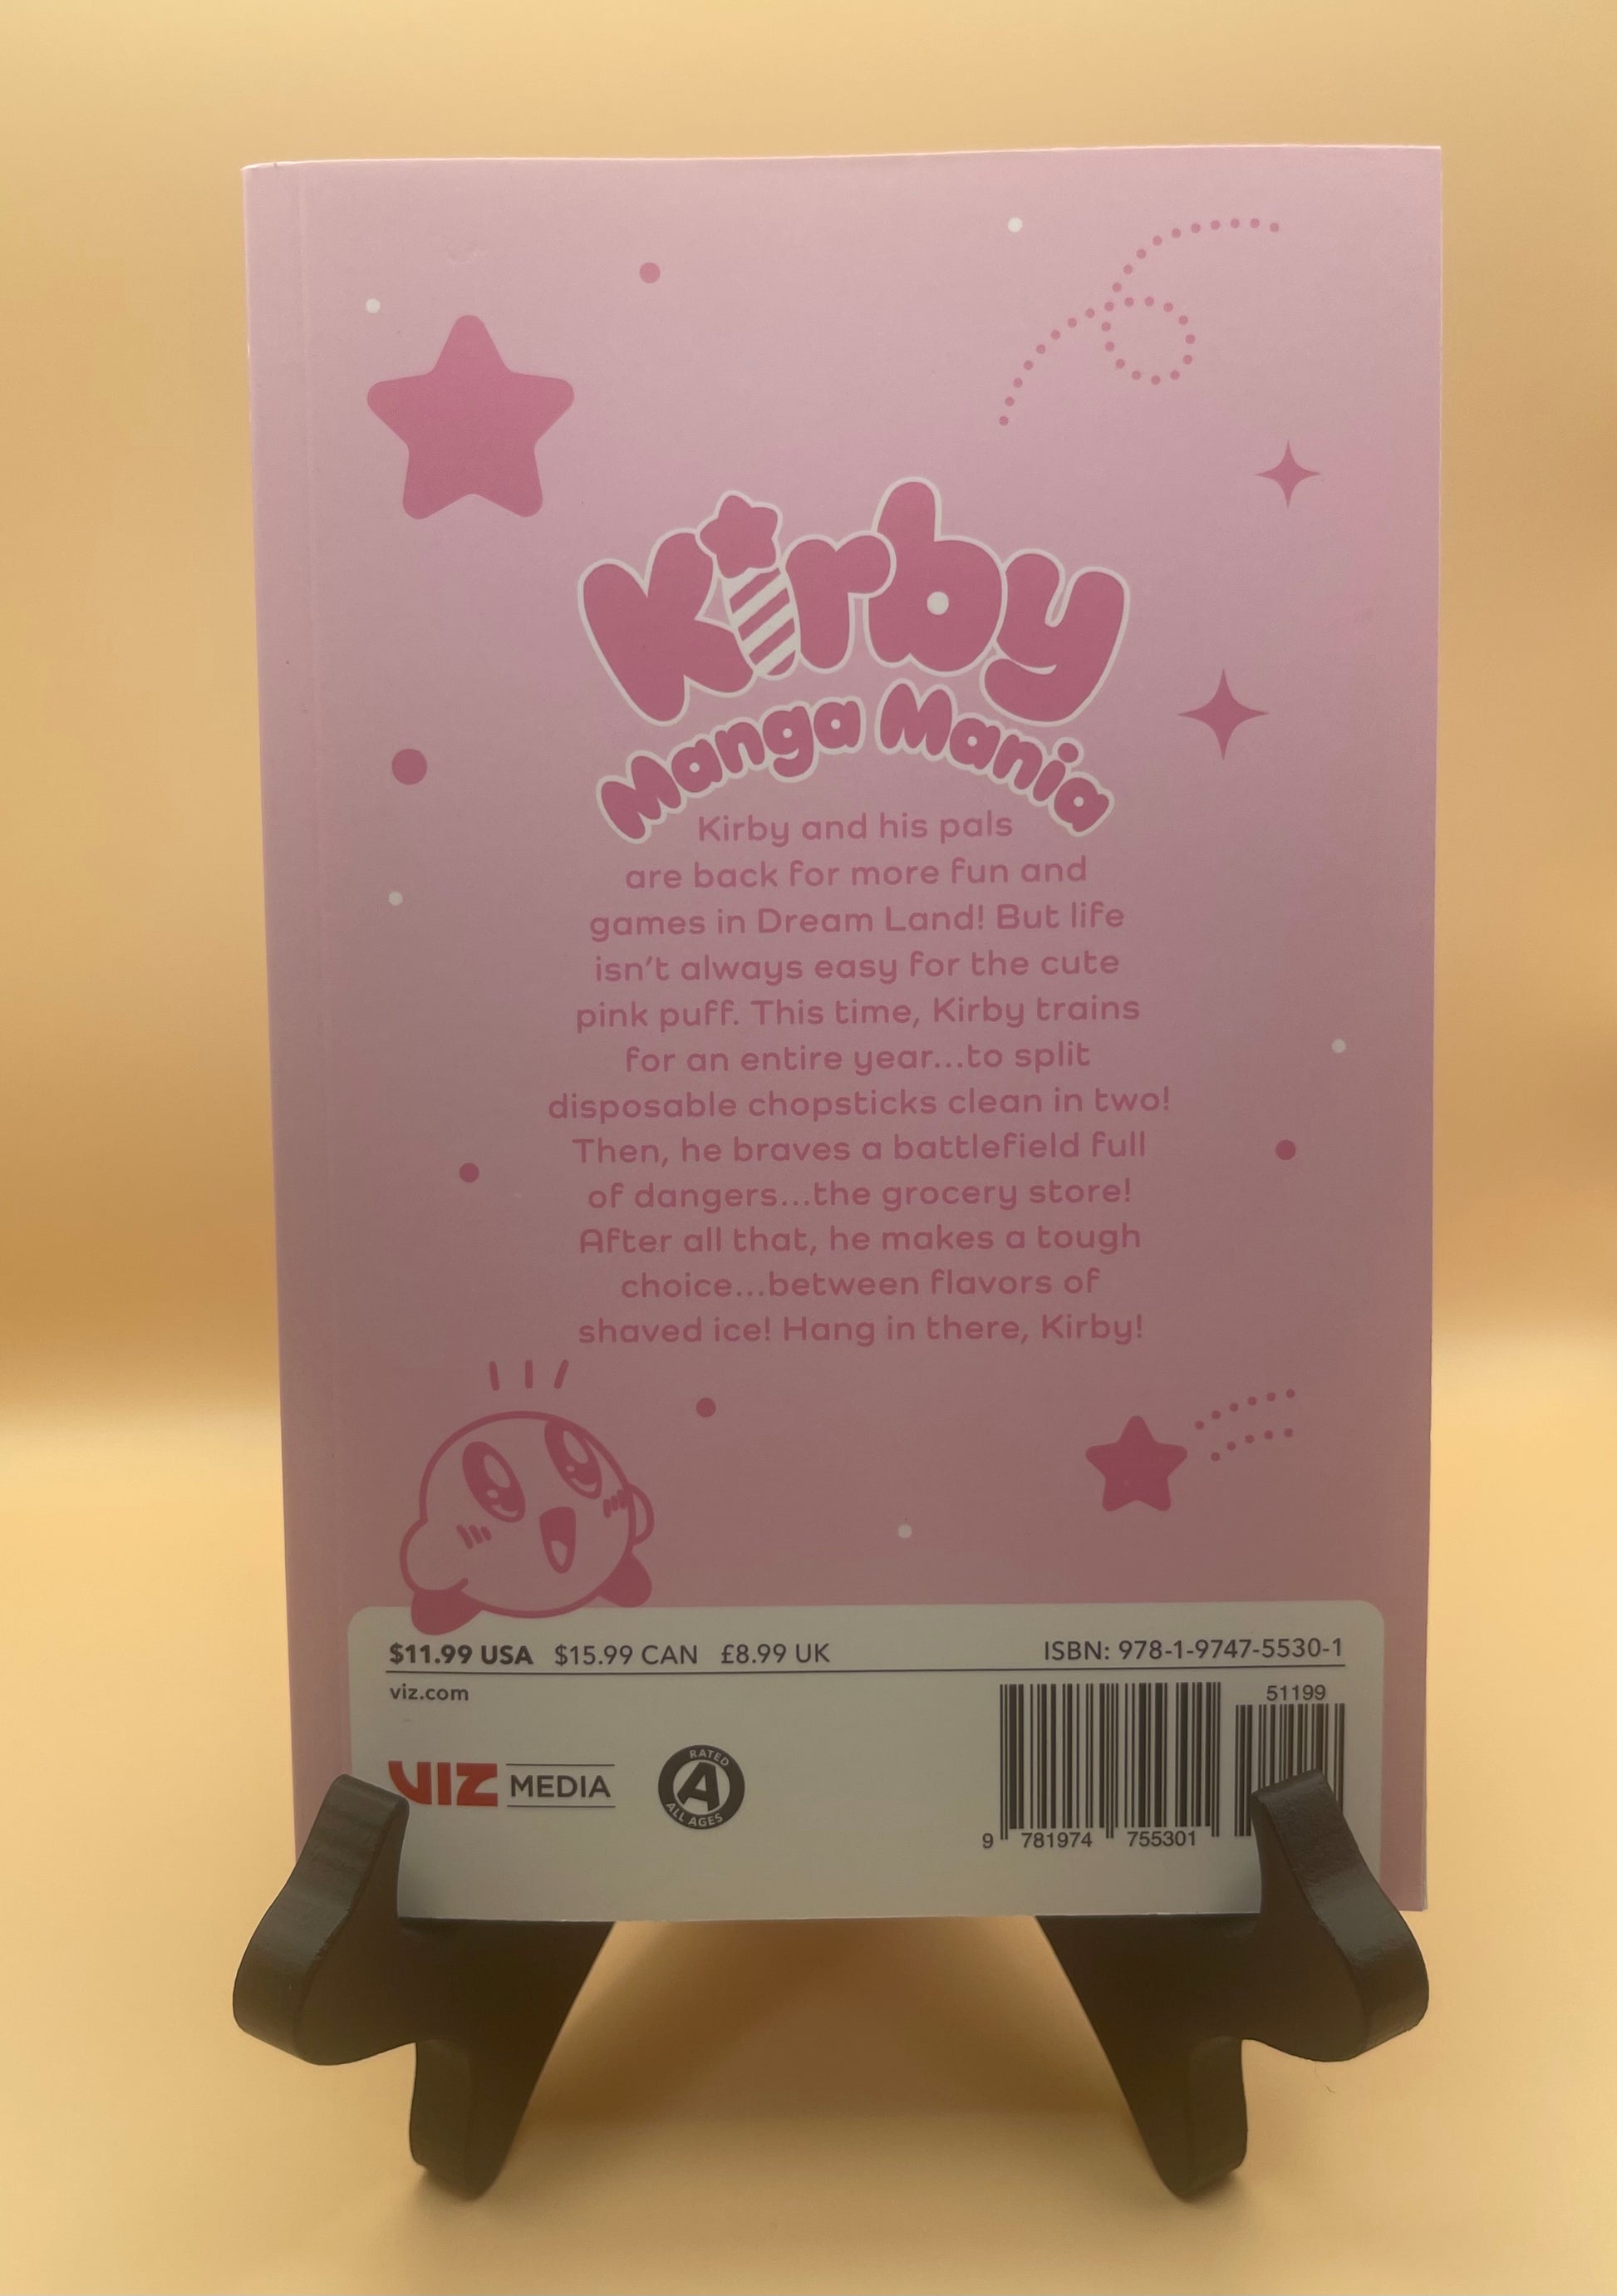 Kirby
Manga Mania
Kirby and his pals
are back for more fun and
games in Dream Land! But life
isn't always easy for the cute
pink puff. This time, Kirby trains
for an entire year...to split
disposable chopsticks clean in two!
Then, he braves a battlefield full
of dangers...the grocery store!
After all that, he makes a tough
choice...between flavors of
shaved ice! Hang in there, Kirby!
$11.99 USA $15.99 CAN £8.99 UK
ISBN: 978-1-9747-5530-1
viz.com
51199
VIZ MEDIA
RATED
A
ALL AGES
9 781974 755301